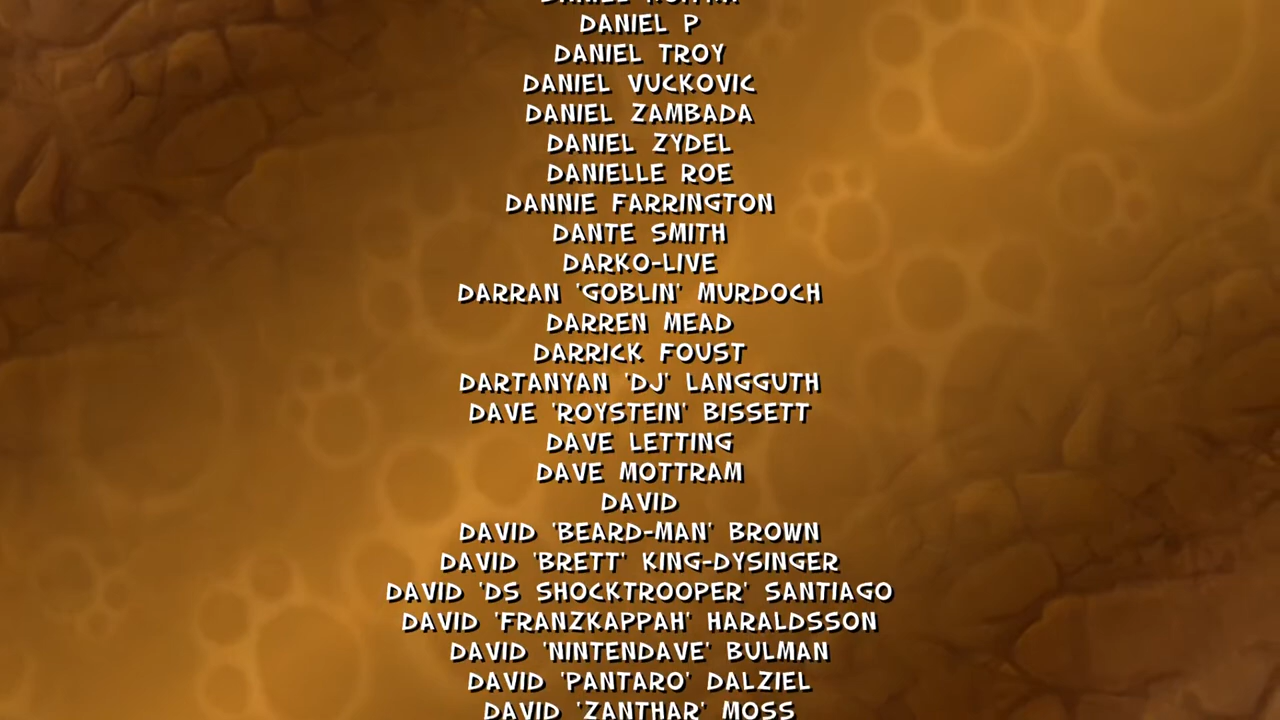 DANIEL P
DANIEL TROY
DANIEL VUCKOVIC
DANIEL ZAMBADA
DANIEL ZYDEL
DANIELLE ROE
DANNIE FARRINGTON
DANTE SMITH
DARKO-LIVE
DARRAN 'GOBLIN' MURDOCH
DARREN MEAD
DARRICK FOUST
DARTANYAN 'DJ' LANGGUTH
DAVE 'ROYSTEIN' BISSETT
DAVE LETTING
DAVE MOTTRAM
DAVID
DAVID 'BEARD-MAN' BROWN
DAVID 'BRETT' KING-DYSINGER
DAVID 'DS SHOCKTROOPER' SANTIAGO
DAVID 'FRANZKAPPAH' HARALDSSON
DAVID 'NINTENDAVE' BULMAN
DAVID 'PANTARO' DALZIEL
DAVID 'ZANTHAR' MOSS